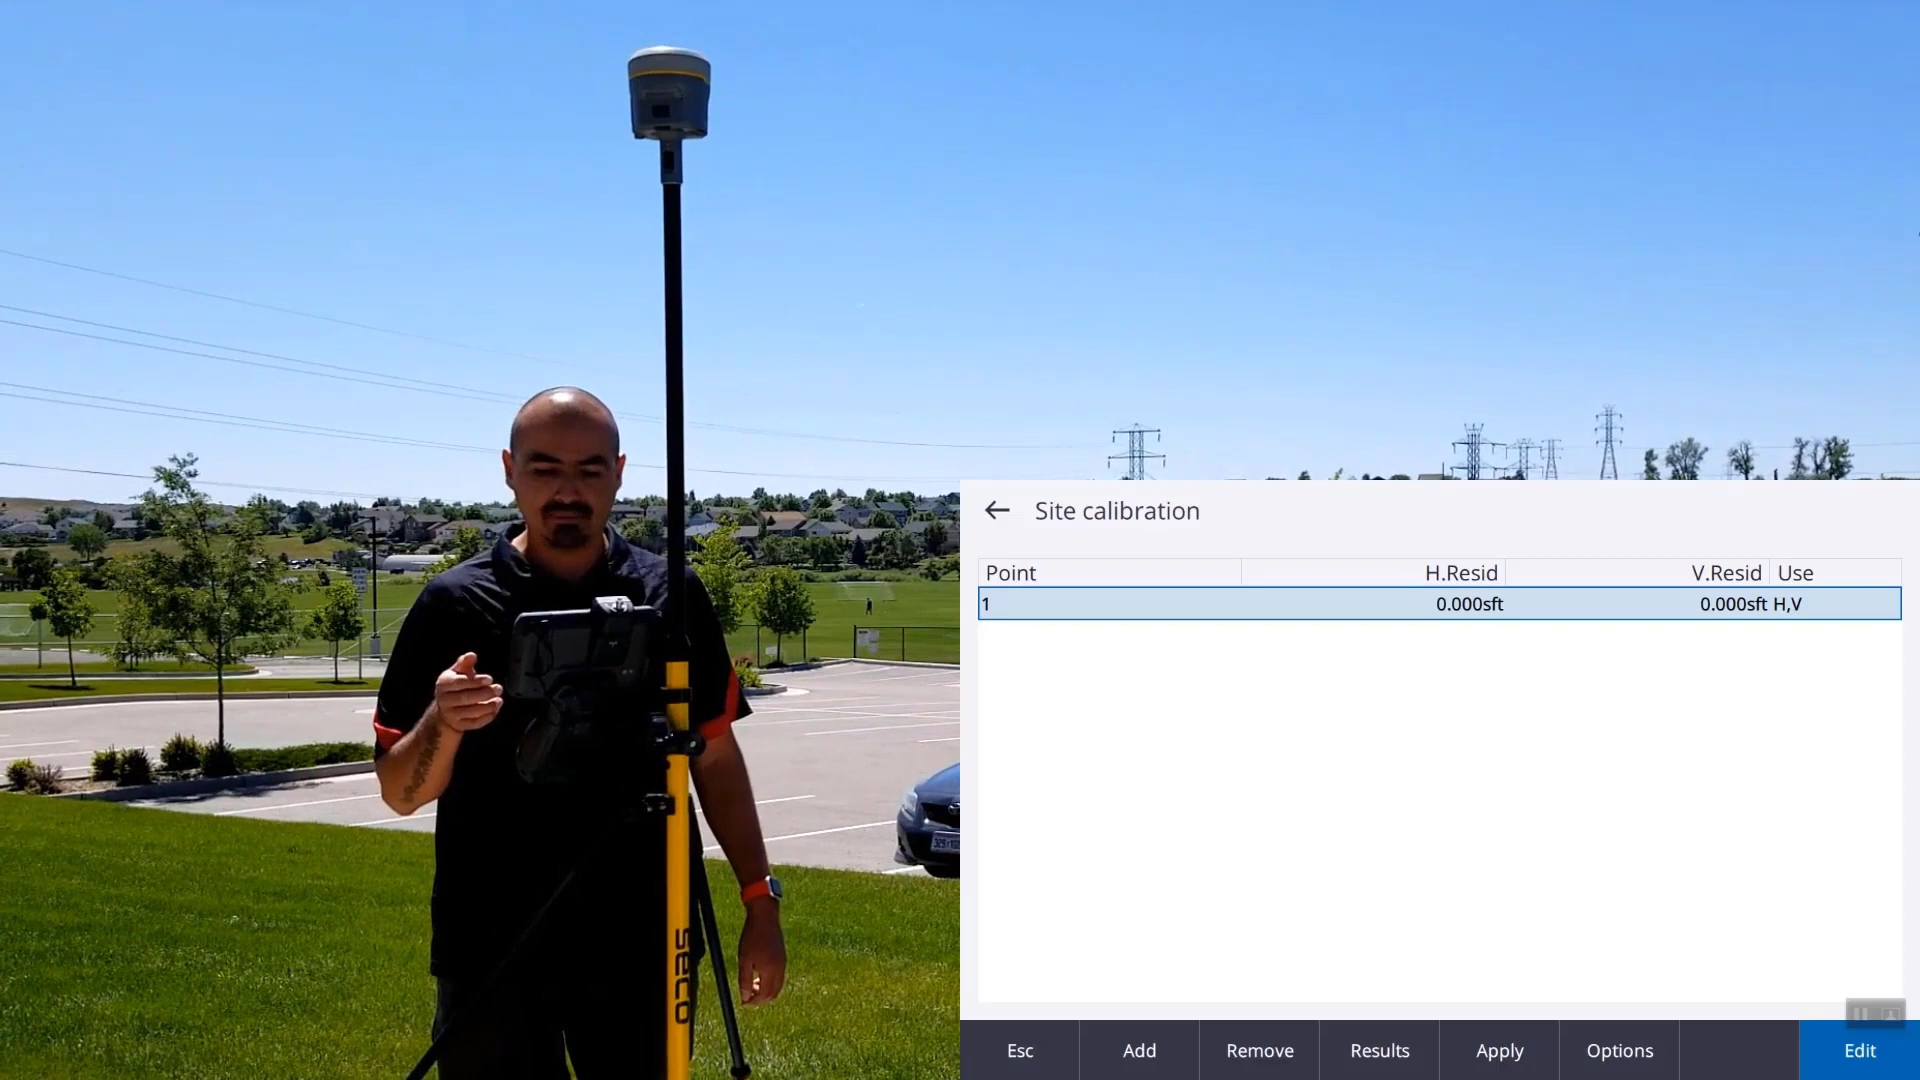 Site calibration
Point H.Resid V.Resid Use
1 0.000sft 0.000sft H,V
Esc Add Remove Results Apply Options Edit
seco